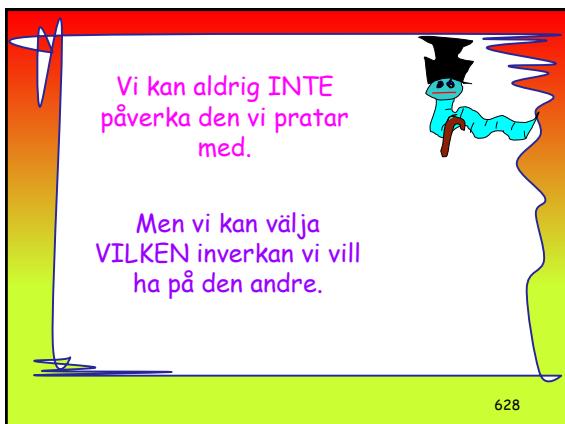 Vi kan aldrig INTE
påverka den vi pratar
med.
Men vi kan välja
VILKEN inverkan vi vill
ha på den andre.
628